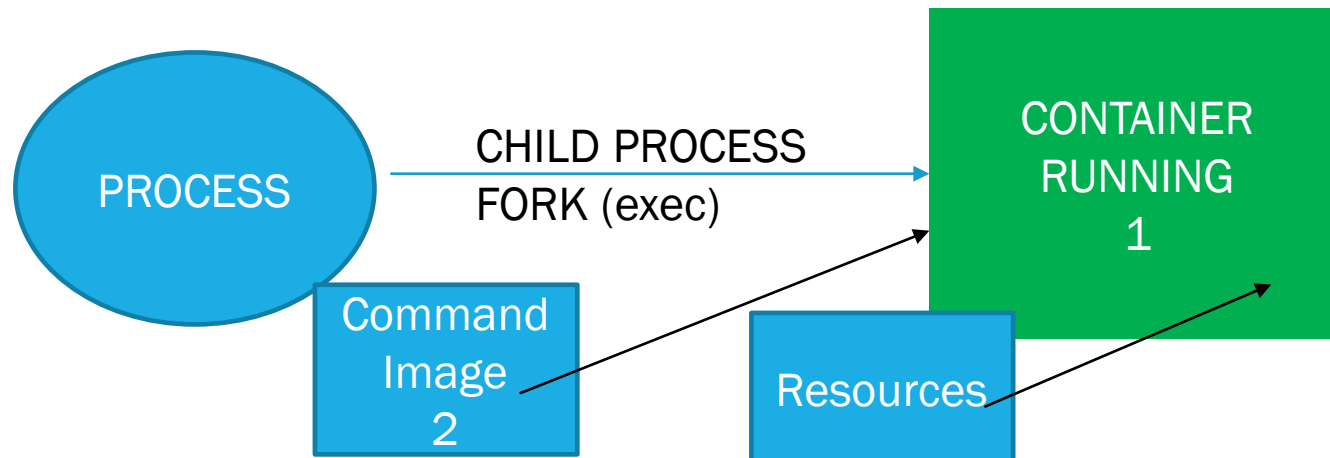 PROCESS
CHILD PROCESS
FORK (exec)
CONTAINER
RUNNING
1
Command
Image
2
Resources